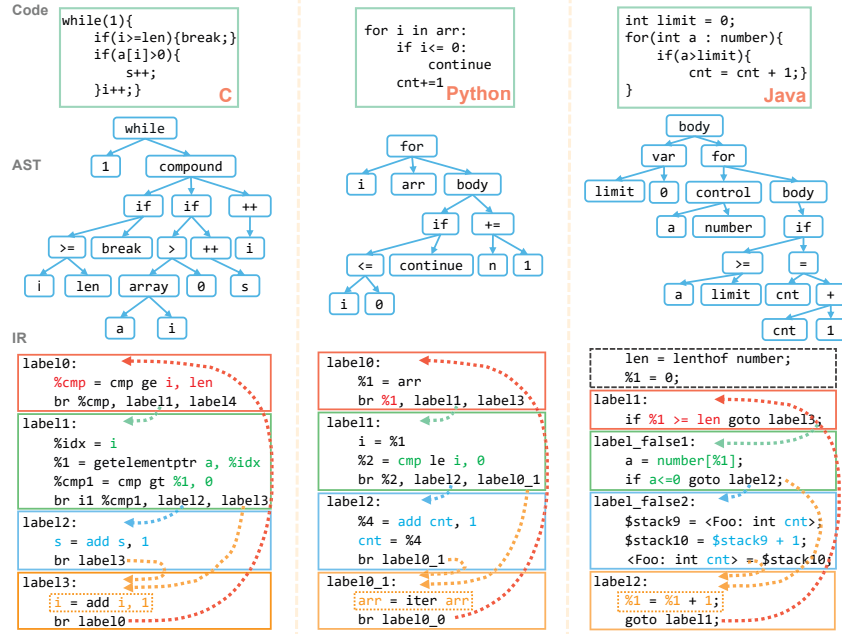 Code
while(1){
if(i>=len){break;}
if(a[i]>0){
s++;
}i++;}
C
for i in arr:
if i<= 0:
continue
cnt+=1
Python
int limit = 0;
for(int a : number){
if(a>limit){
cnt = cnt + 1;}
}
Java
AST
while
1 compound
if if ++
>= break > ++ i
i len array 0 s
a i
for
i arr body
if +=
<= continue n 1
i 0
body
var for
limit 0 control body
a number if
>= =
a limit cnt +
cnt 1
IR
label0:
%cmp = cmp ge i, len
br %cmp, label1, label4
label1:
%idx = i
%1 = getelementptr a, %idx
%cmp1 = cmp gt %1, 0
br i1 %cmp1, label2, label3
label2:
s = add s, 1
br label3
label3:
i = add i, 1
br label0
label0:
%1 = arr
br %1, label1, label3
label1:
i = %1
%2 = cmp le i, 0
br %2, label2, label0_1
label2:
%4 = add cnt, 1
cnt = %4
br label0_1
label0_1:
arr = iter arr
br label0_0
len = lenthof number;
%1 = 0;
label1:
if %1 >= len goto label3;
label_false1:
a = number[%1];
if a<=0 goto label2;
label_false2:
$stack9 = <Foo: int cnt>;
$stack10 = $stack9 + 1;
<Foo: int cnt> = $stack10;
label2:
%1 = %1 + 1;
goto label1;